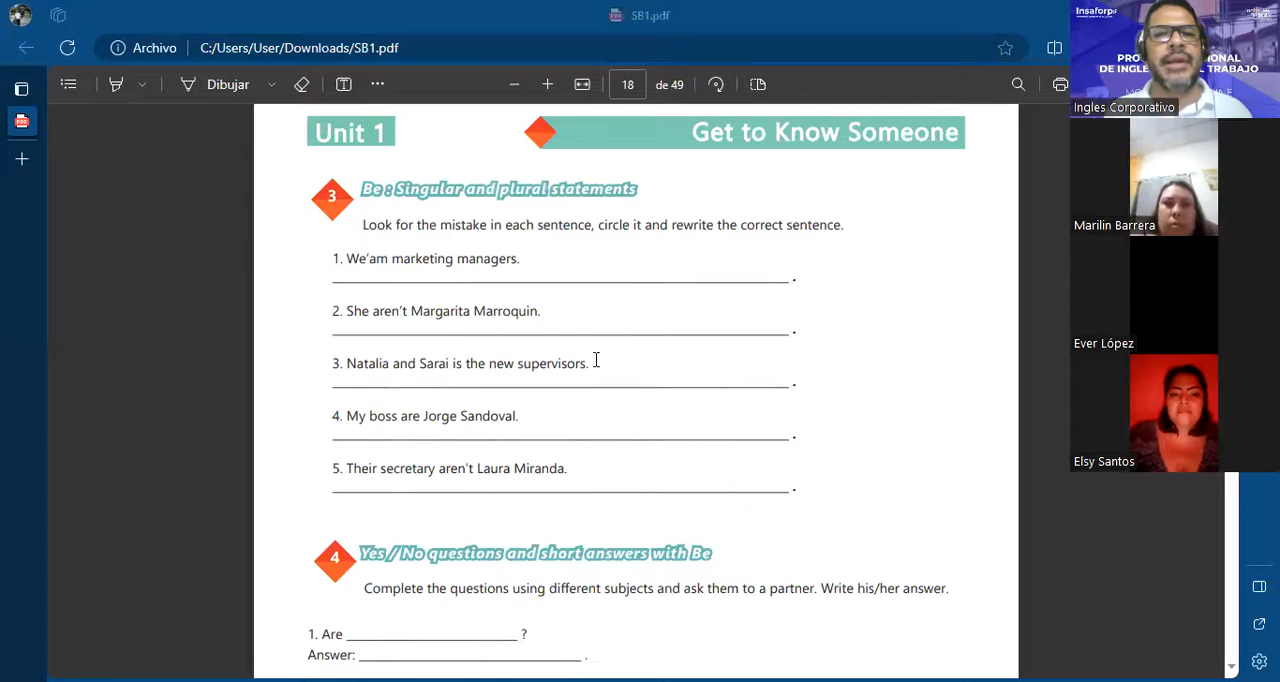 SB1.pdf
Archivo
C:/Users/User/Downloads/SB1.pdf
Dibujar
18
de 49
Unit 1
Get to Know Someone
3
Be : Singular and plural statements
Look for the mistake in each sentence, circle it and rewrite the correct sentence.
1. We'am marketing managers.
2. She aren't Margarita Marroquin.
3. Natalia and Sarai is the new supervisors.
4. My boss are Jorge Sandoval.
5. Their secretary aren't Laura Miranda.
4
Yes / No questions and short answers with Be
Complete the questions using different subjects and ask them to a partner. Write his/her answer.
1. Are ____________________ ?
Answer: __________________________ .
Insaforp
DE INGLE
TRABAJO
Ingles Corporativo
Marilin Barrera
Ever López
Elsy Santos